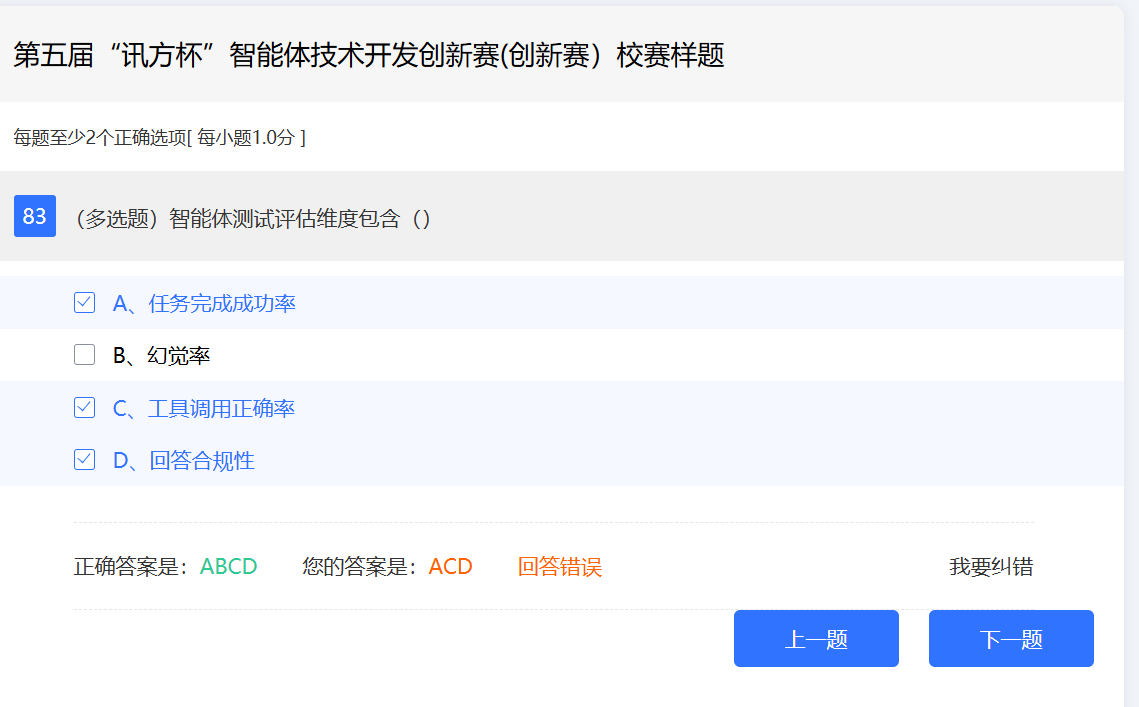 第五届“讯方杯”智能体技术开发创新赛(创新赛）校赛样题
每题至少2个正确选项[ 每小题1.0分 ]
83 （多选题）智能体测试评估维度包含（）
A、任务完成成功率
B、幻觉率
C、工具调用正确率
D、回答合规性
正确答案是：ABCD 您的答案是：ACD 回答错误 我要纠错
上一题 下一题